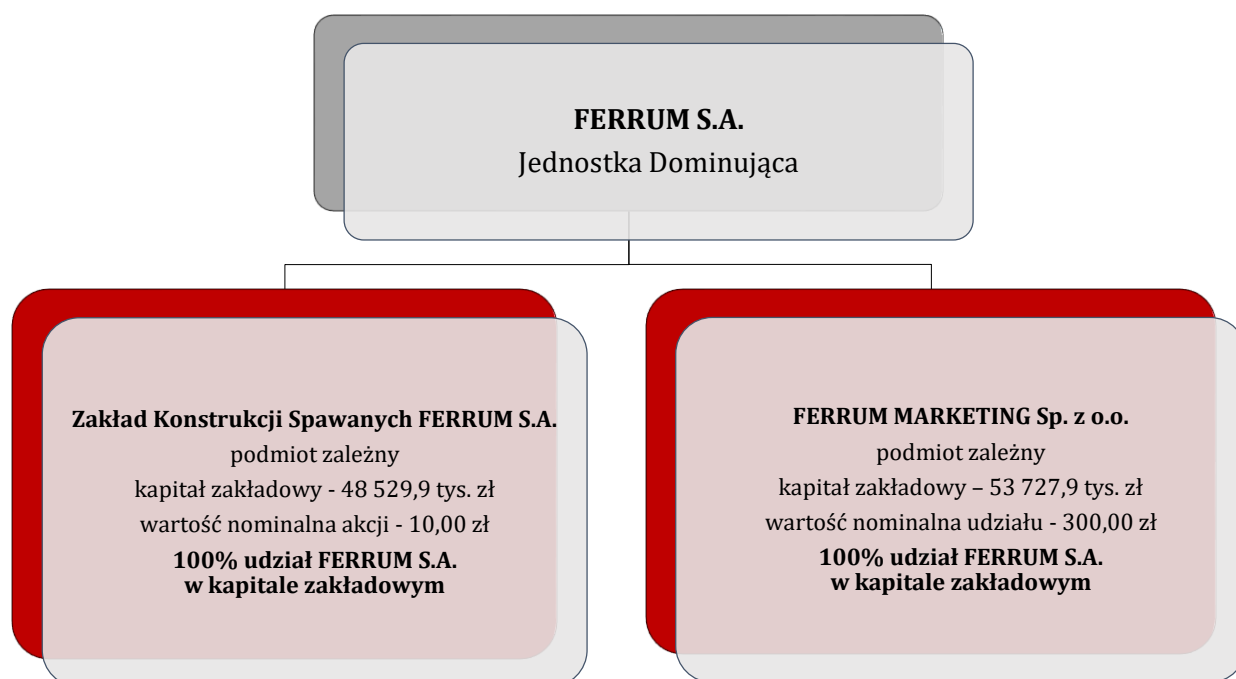 FERRUM S.A.
Jednostka Dominująca
Zakład Konstrukcji Spawanych FERRUM S.A.
podmiot zależny
kapitał zakładowy - 48 529,9 tys. zł
wartość nominalna akcji - 10,00 zł
100% udział FERRUM S.A.
w kapitale zakładowym
FERRUM MARKETING Sp. z o.o.
podmiot zależny
kapitał zakładowy – 53 727,9 tys. zł
wartość nominalna udziału - 300,00 zł
100% udział FERRUM S.A.
w kapitale zakładowym